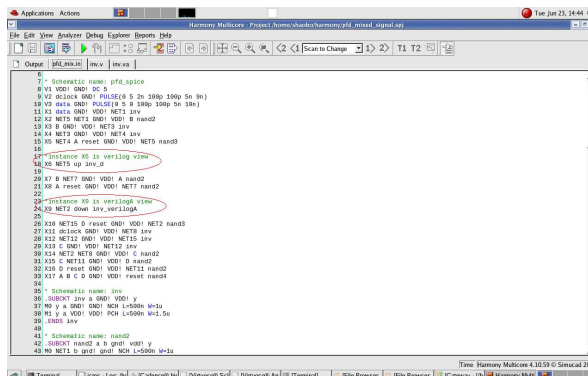 Applications Actions
Tue Jun 23, 14:44
Harmony Multicore - Project /home/shaobo/harmony/pfd_mixed_signal.spj
File Edit View Analyzer Debug Explorer Reports Help
Scan to Change
T1 T2
Output pfd_mix.in inv.v inv.va
6
7 * Schematic name: pfd_spice
8 V1 VDD! GND! DC 5
9 V2 dclock GND! PULSE(0 5 2n 100p 100p 5n 9n)
10 V3 data GND! PULSE(0 5 0 100p 100p 5n 10n)
11 X1 data GND! VDD! NET1 inv
12 X2 NET5 NET1 GND! VDD! B nand2
13 X3 B GND! VDD! NET3 inv
14 X4 NET3 GND! VDD! NET4 inv
15 X5 NET4 A reset GND! VDD! NET5 nand3
16
17 *instance X6 is verilog view
18 X6 NET5 up inv_d
19
20 X7 B NET7 GND! VDD! A nand2
21 X8 A reset GND! VDD! NET7 nand2
22
23 *instance X9 is verilogA view
24 X9 NET2 down inv_verilogA
25
26 X10 NET15 D reset GND! VDD! NET2 nand3
27 X11 dclock GND! VDD! NET8 inv
28 X12 NET12 GND! VDD! NET15 inv
29 X13 C GND! VDD! NET12 inv
30 X14 NET2 NET8 GND! VDD! C nand2
31 X15 C NET11 GND! VDD! D nand2
32 X16 D reset GND! VDD! NET11 nand2
33 X17 A B C D GND! VDD! reset nand4
34
35 * Schematic name: inv
36 .SUBCKT inv a GND! VDD! y
37 M0 y a GND! GND! NCH L=500n W=1u
38 M1 y a VDD! VDD! PCH L=500n W=1.5u
39 .ENDS inv
40
41 * Schematic name: nand2
42 .SUBCKT nand2 a b gnd! vdd! y
43 M0 NET1 b gnd! gnd! NCH L=500n W=1u
Time Harmony Multicore 4.10.59 © Simucad
Terminal
[Terminal]